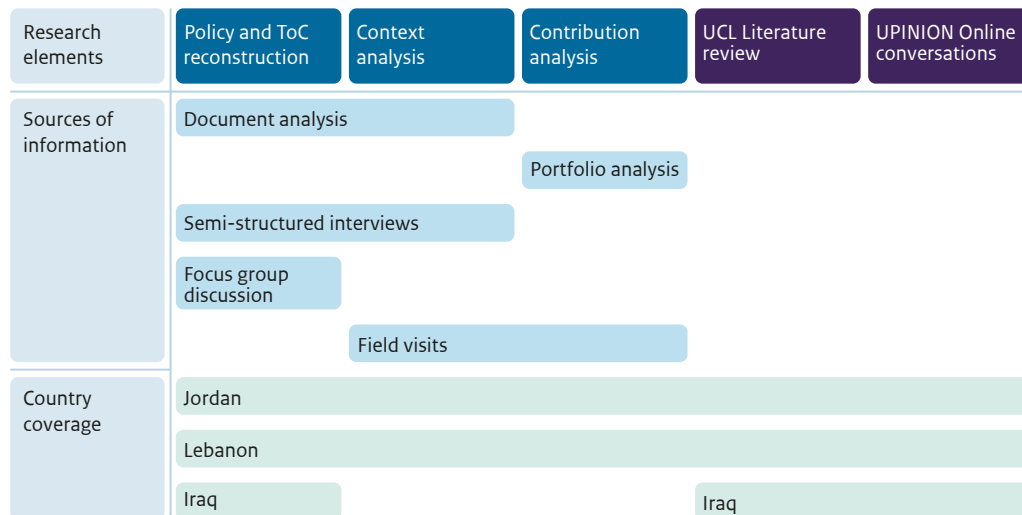 Research
elements
Policy and ToC
reconstruction
Context
analysis
Contribution
analysis
UCL Literature
review
UPINION Online
conversations
Sources of
information
Document analysis
Portfolio analysis
Semi-structured interviews
Focus group
discussion
Field visits
Country
coverage
Jordan
Lebanon
Iraq
Iraq